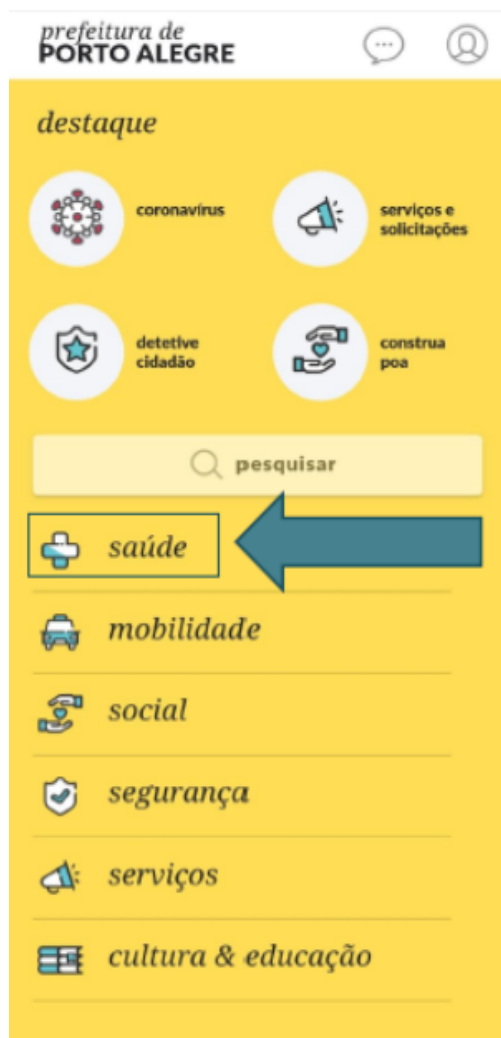 prefeitura de
PORTO ALEGRE
destaque
coronavírus
serviços e
solicitações
detetive
cidadão
construa
poa
pesquisar
saúde
mobilidade
social
segurança
serviços
cultura & educação